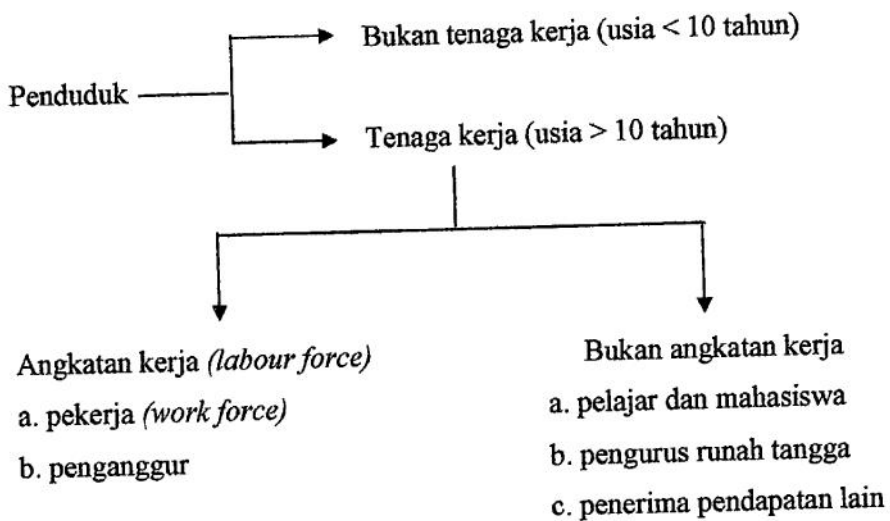 Bukan tenaga kerja (usia < 10 tahun)
Penduduk
Tenaga kerja (usia > 10 tahun)
Angkatan kerja (labour force)
a. pekerja (work force)
b. penganggur
Bukan angkatan kerja
a. pelajar dan mahasiswa
b. pengurus runah tangga
c. penerima pendapatan lain